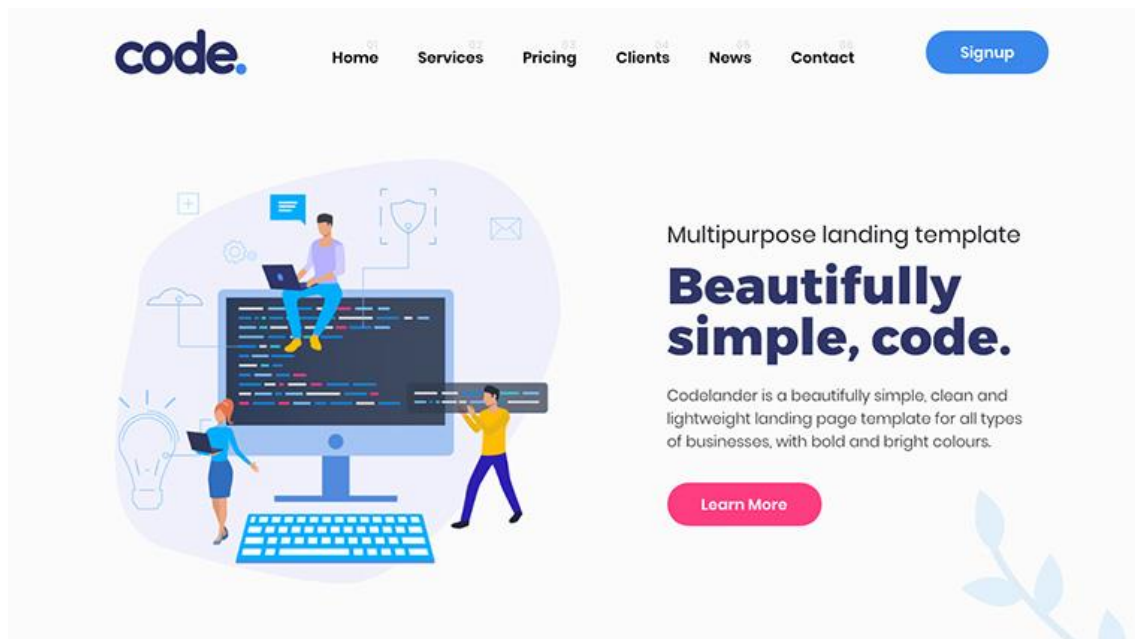 code.
01 02 03 04 05 06
Home Services Pricing Clients News Contact Signup
Multipurpose landing template
Beautifully
simple, code.
Codelander is a beautifully simple, clean and
lightweight landing page template for all types
of businesses, with bold and bright colours.
Learn More